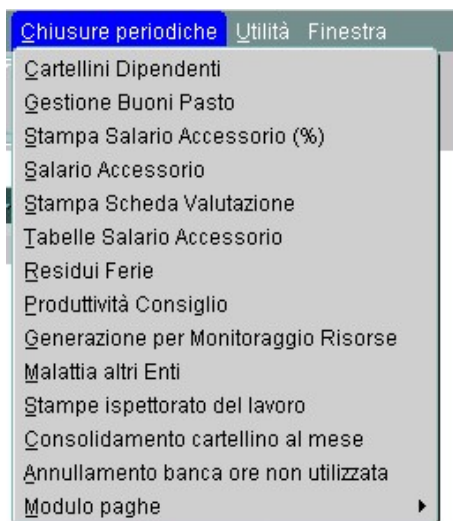 Chiusure periodiche Utilità Finestra
Cartellini Dipendenti
Gestione Buoni Pasto
Stampa Salario Accessorio (%)
Salario Accessorio
Stampa Scheda Valutazione
Tabelle Salario Accessorio
Residui Ferie
Produttività Consiglio
Generazione per Monitoraggio Risorse
Malattia altri Enti
Stampe ispettorato del lavoro
Consolidamento cartellino al mese
Annullamento banca ore non utilizzata
Modulo paghe